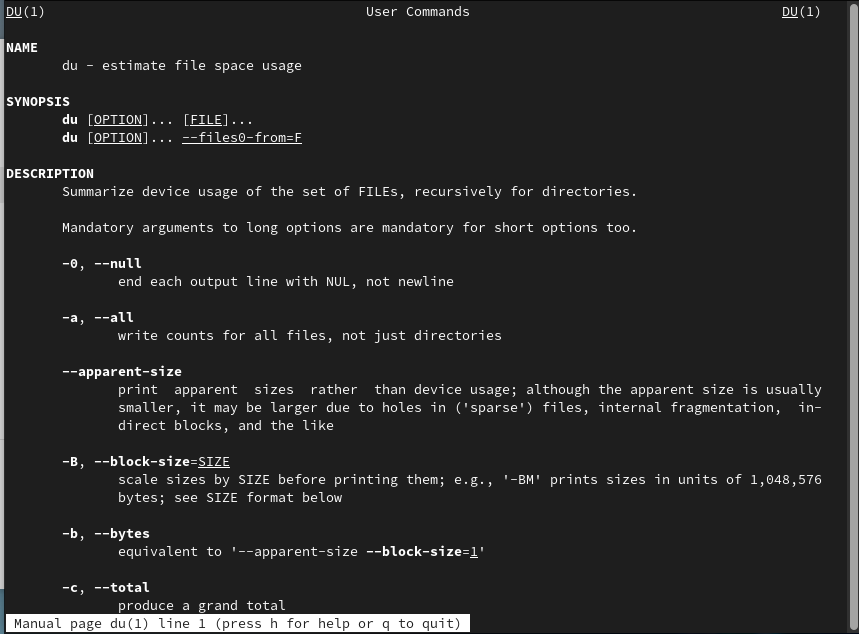 DU(1) User Commands DU(1)
NAME
du - estimate file space usage
SYNOPSIS
du [OPTION]... [FILE]...
du [OPTION]... --files0-from=F
DESCRIPTION
Summarize device usage of the set of FILEs, recursively for directories.
Mandatory arguments to long options are mandatory for short options too.
-0, --null
end each output line with NUL, not newline
-a, --all
write counts for all files, not just directories
--apparent-size
print apparent sizes rather than device usage; although the apparent size is usually
smaller, it may be larger due to holes in ('sparse') files, internal fragmentation, in-
direct blocks, and the like
-B, --block-size=SIZE
scale sizes by SIZE before printing them; e.g., '-BM' prints sizes in units of 1,048,576
bytes; see SIZE format below
-b, --bytes
equivalent to '--apparent-size --block-size=1'
-c, --total
produce a grand total
Manual page du(1) line 1 (press h for help or q to quit)